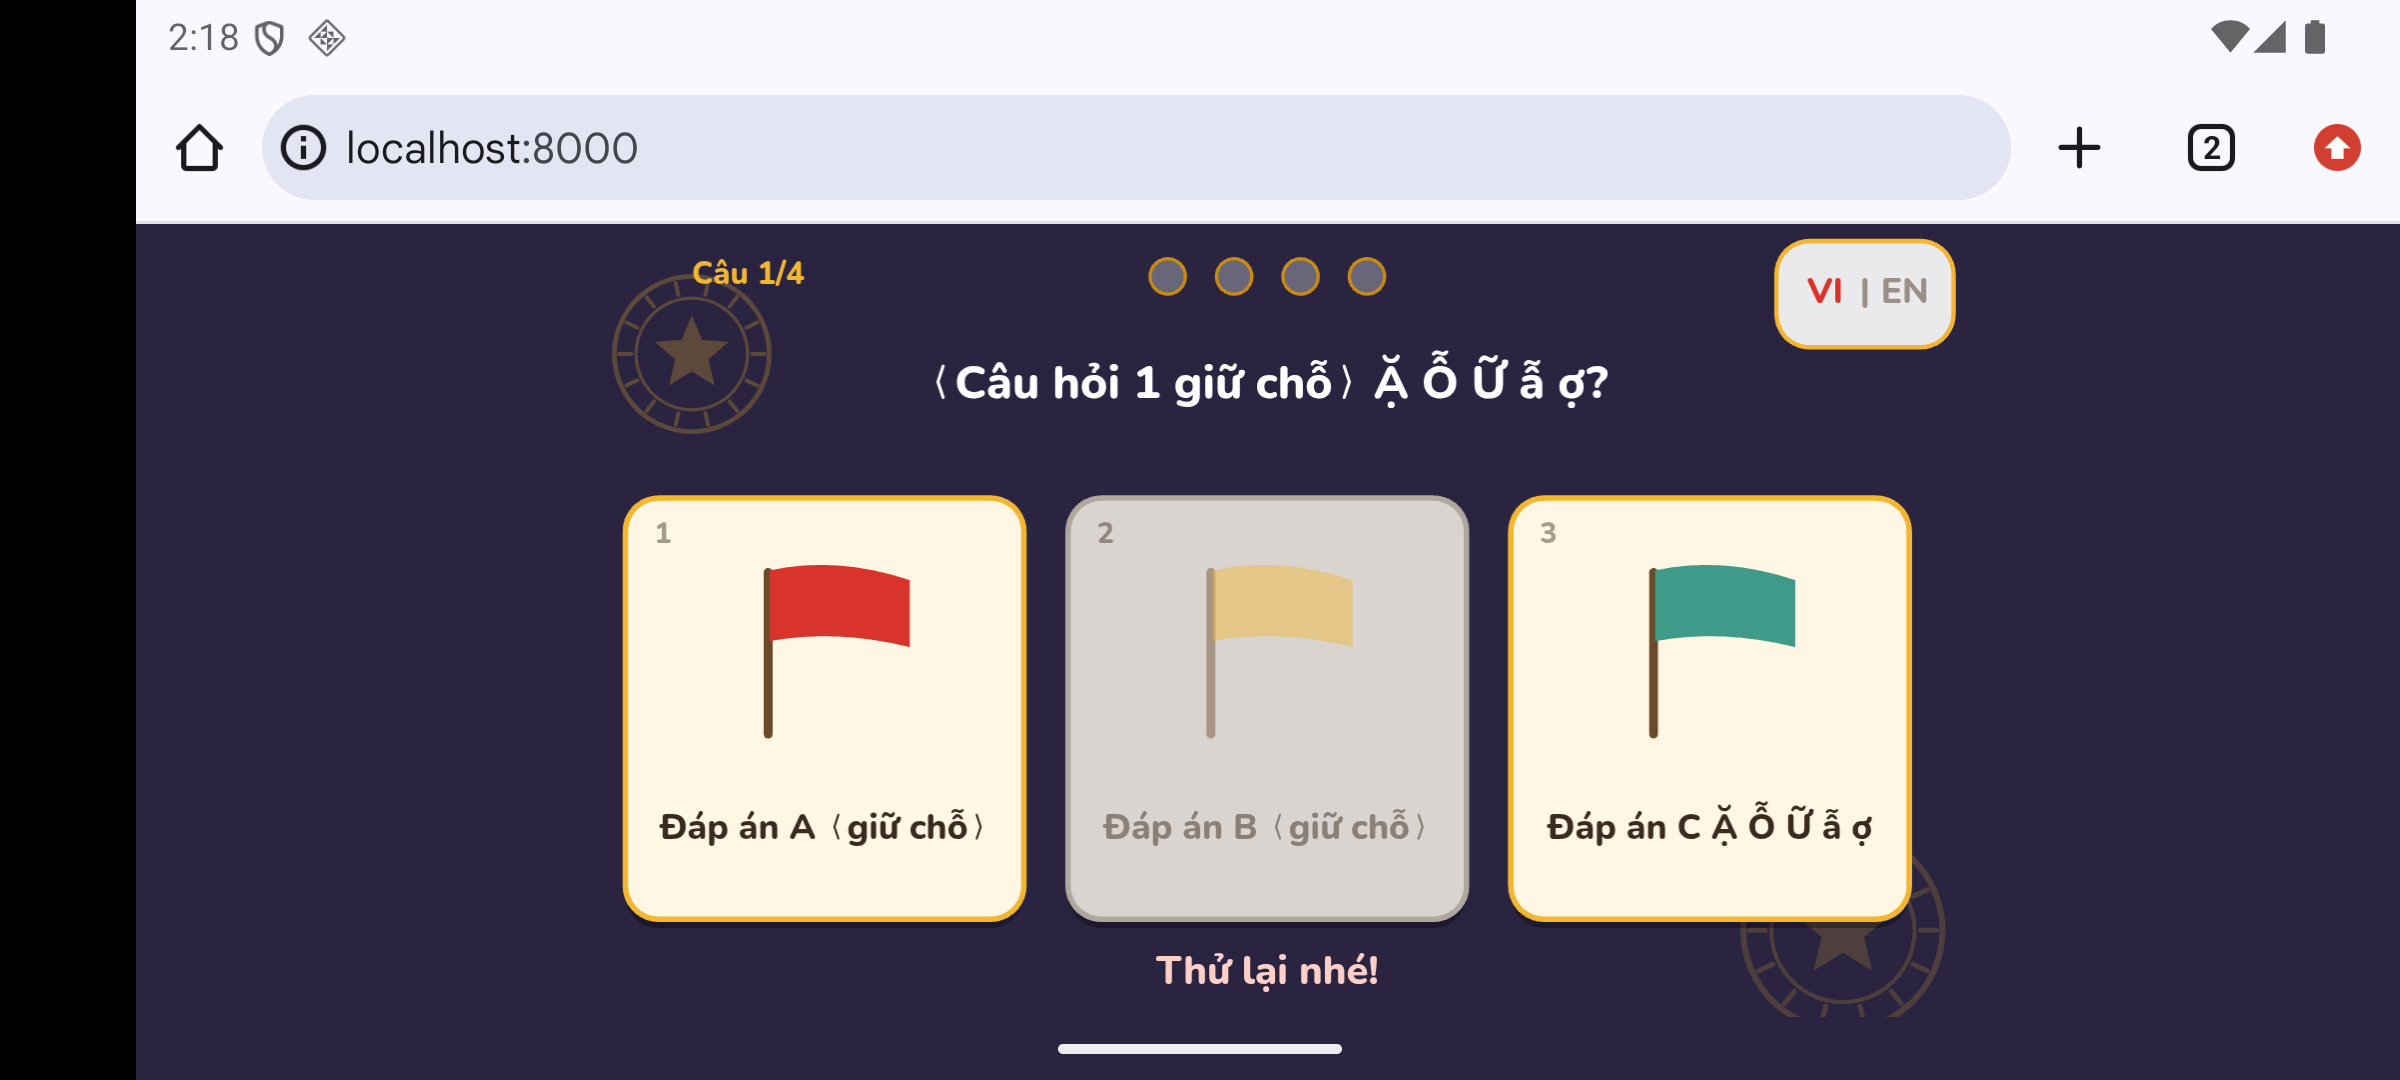 2:18
localhost:8000
2
Câu 1/4
VI | EN
⟨Câu hỏi 1 giữ chỗ⟩ Ặ Ỗ Ữ ẫ ợ?
1
2
3
Đáp án A ⟨giữ chỗ⟩
Đáp án B ⟨giữ chỗ⟩
Đáp án C Ặ Ỗ Ữ ẫ ợ
Thử lại nhé!